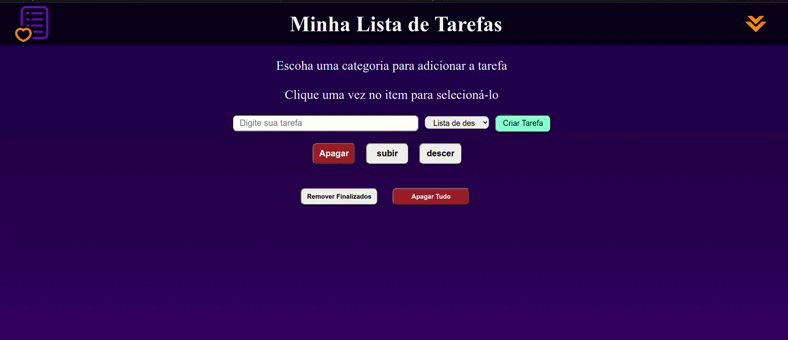 Minha Lista de Tarefas
Escoha uma categoria para adicionar a tarefa
Clique uma vez no item para selecioná-lo
Digite sua tarefa Lista de des Criar Tarefa
Apagar subir descer
Remover Finalizados Apagar Tudo